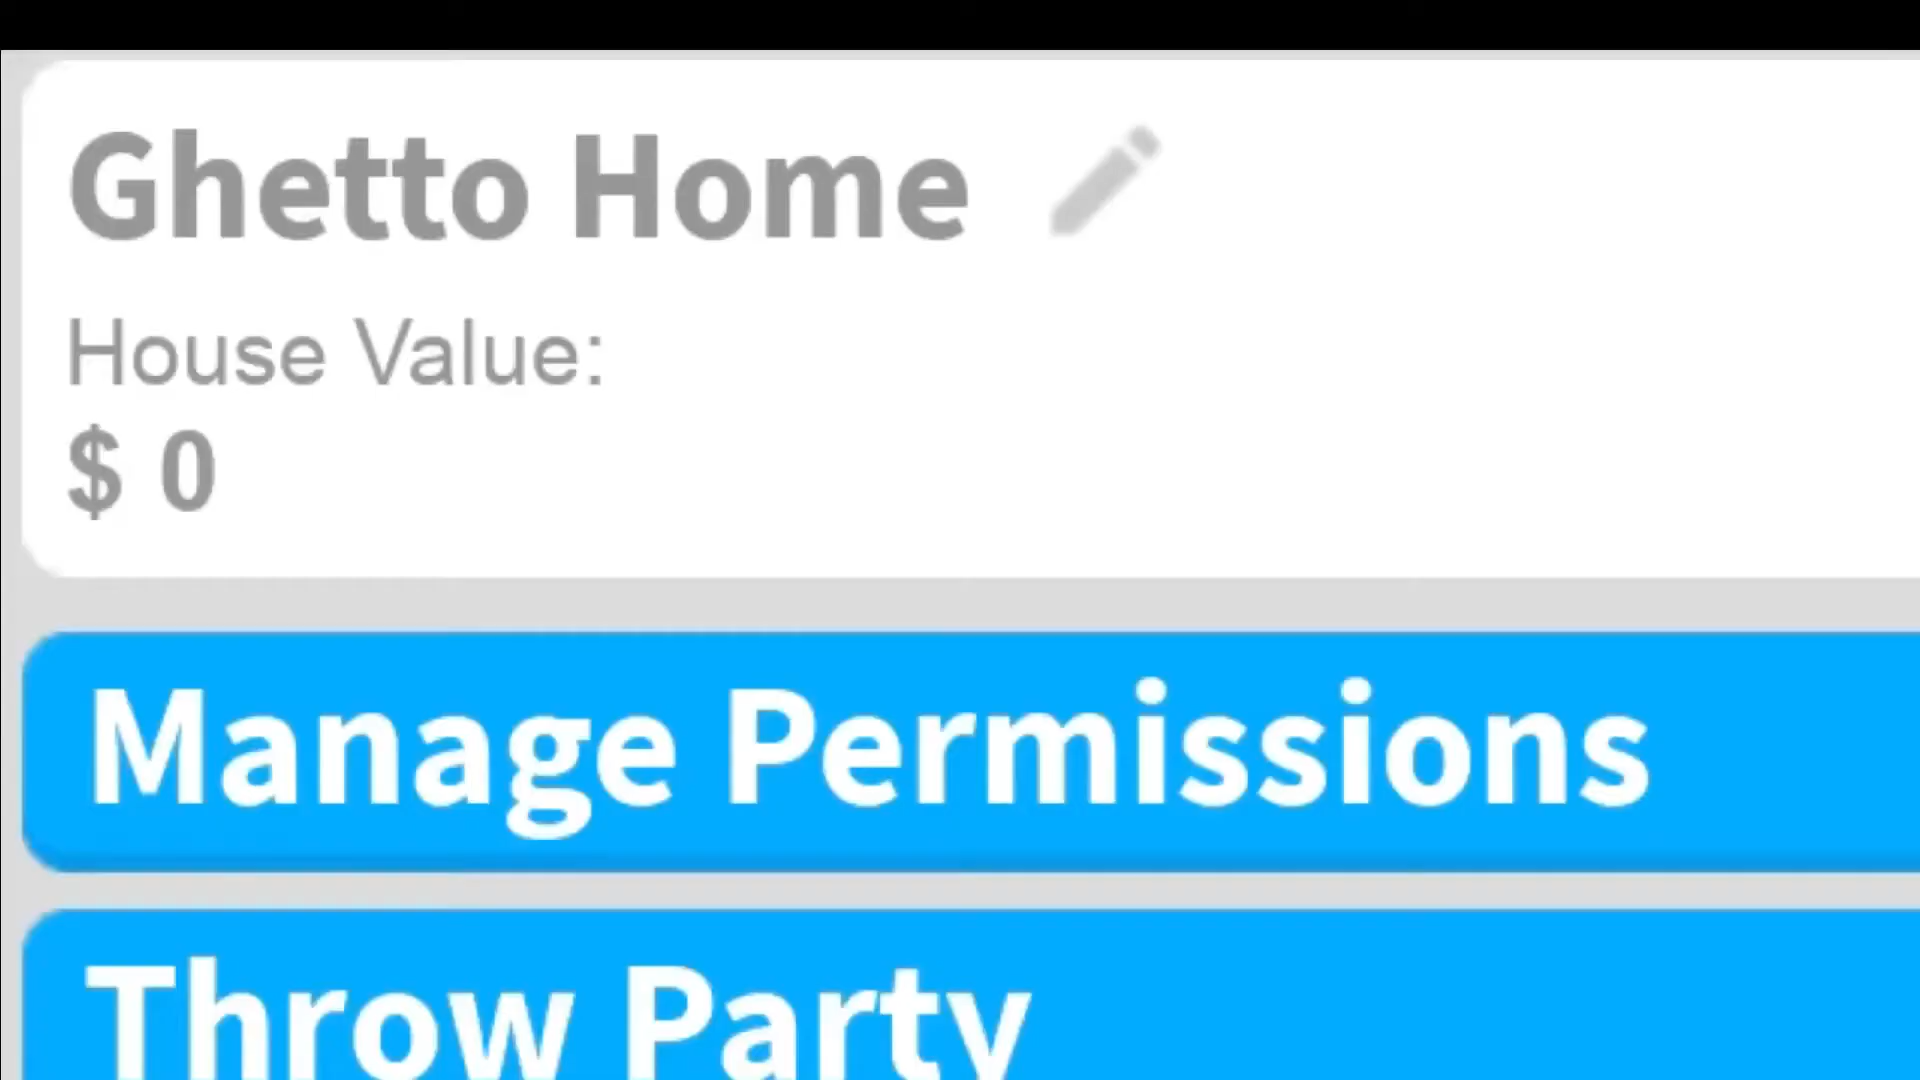 Ghetto Home
House Value:
$ 0
Manage Permissions
Throw Party